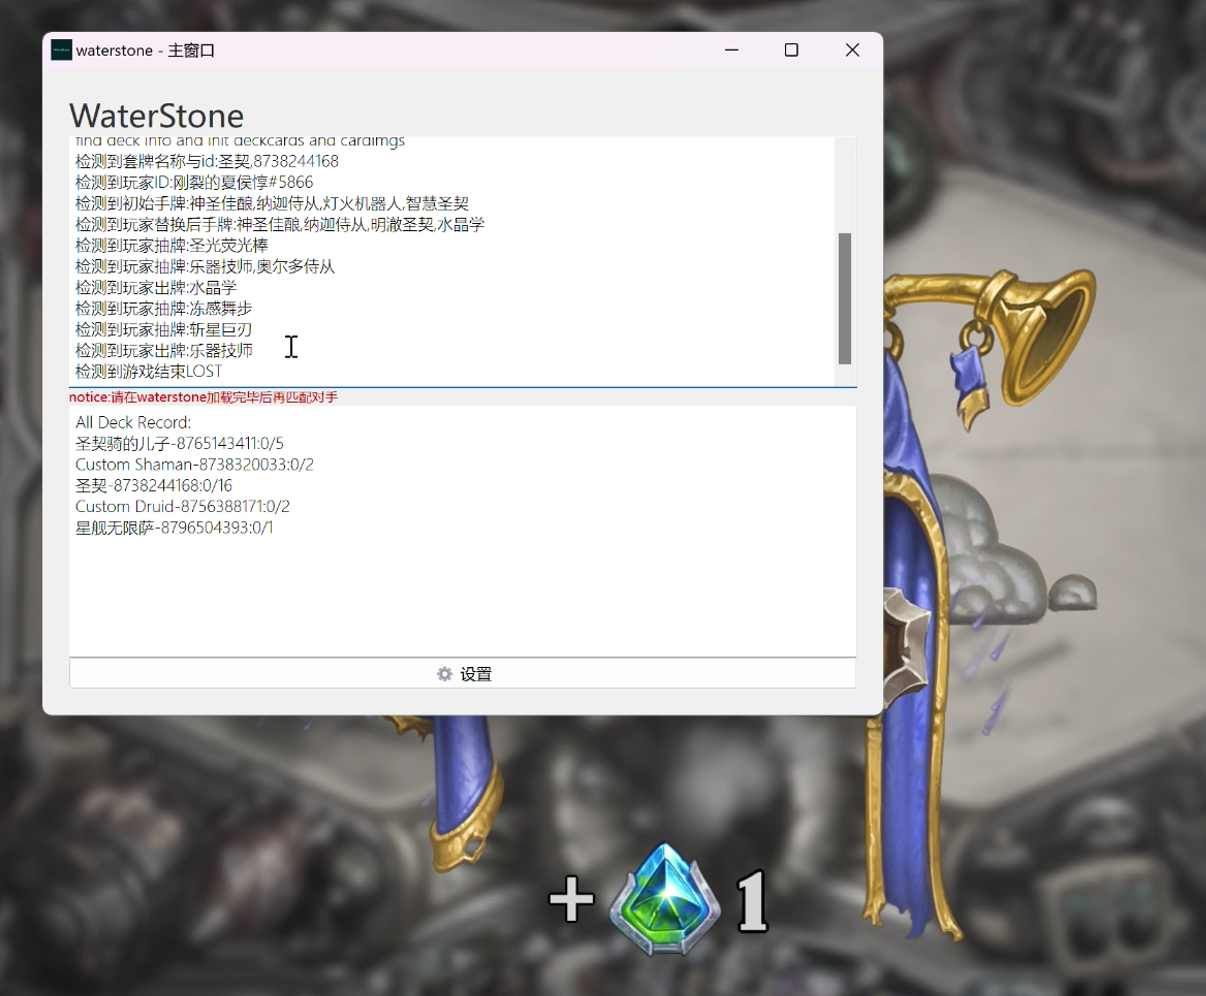 waterstone - 主窗口
WaterStone
find deck info and init deckcards and cardimgs
检测到套牌名称与id:圣契,8738244168
检测到玩家ID:刚裂的夏侯惇#5866
检测到初始手牌:神圣佳酿,纳迦侍从,灯火机器人,智慧圣契
检测到玩家替换后手牌:神圣佳酿,纳迦侍从,明澈圣契,水晶学
检测到玩家抽牌:圣光荧光棒
检测到玩家抽牌:乐器技师,奥尔多侍从
检测到玩家出牌:水晶学
检测到玩家抽牌:冻感舞步
检测到玩家抽牌:斩星巨刃
检测到玩家出牌:乐器技师
检测到游戏结束LOST
notice:请在waterstone加载完毕后再匹配对手
All Deck Record:
圣契骑的儿子-8765143411:0/5
Custom Shaman-8738320033:0/2
圣契-8738244168:0/16
Custom Druid-8756388171:0/2
星舰无限萨-8796504393:0/1
设置
+ 1